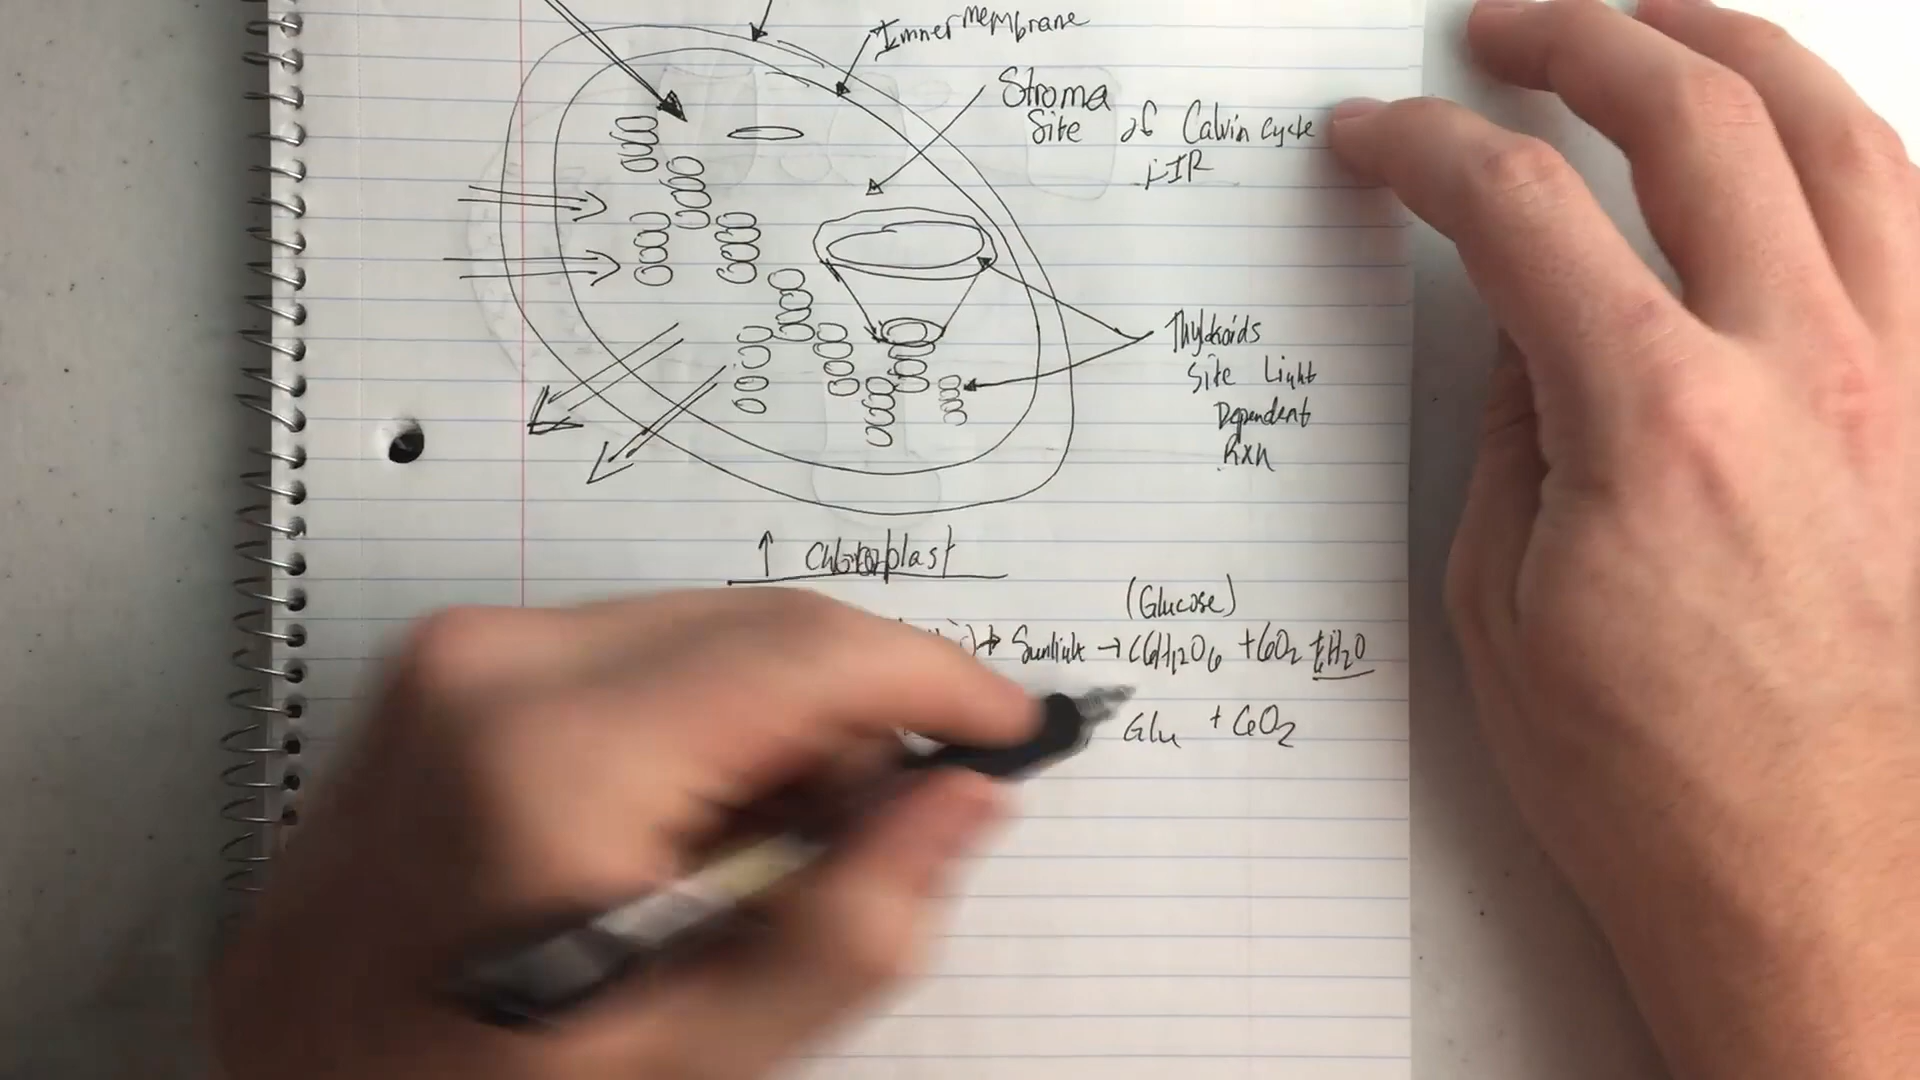 Inner membrane
Stroma
Site of Calvin cycle
LIR
Thylakoids
Site Light
Dependent
Rxn
↑ Chloroplast
(Glucose)
→ Sunlight → C6H12O6 + 6O2 + H2O
Glu + 6O2